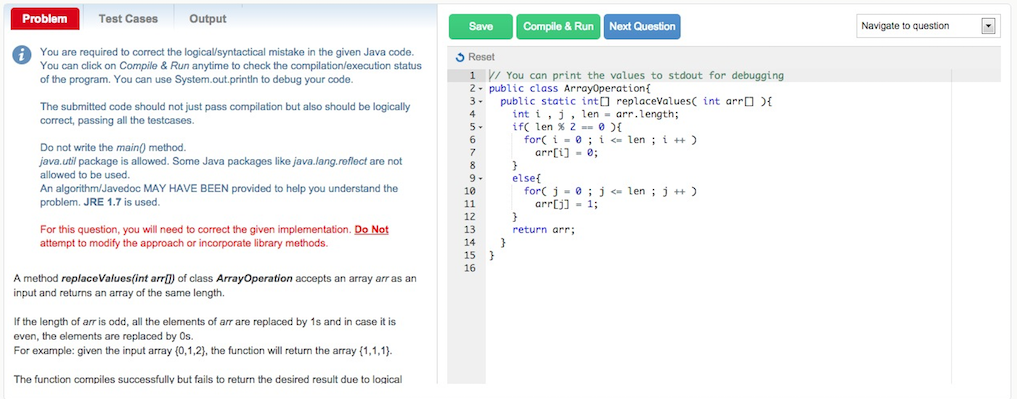 Problem Test Cases Output
You are required to correct the logical/syntactical mistake in the given Java code.
You can click on Compile & Run anytime to check the compilation/execution status
of the program. You can use System.out.println to debug your code.
The submitted code should not just pass compilation but also should be logically
correct, passing all the testcases.
Do not write the main() method.
java.util package is allowed. Some Java packages like java.lang.reflect are not
allowed to be used.
An algorithm/Javedoc MAY HAVE BEEN provided to help you understand the
problem. JRE 1.7 is used.
For this question, you will need to correct the given implementation. Do Not
attempt to modify the approach or incorporate library methods.
A method replaceValues(int arr[]) of class ArrayOperation accepts an array arr as an
input and returns an array of the same length.
If the length of arr is odd, all the elements of arr are replaced by 1s and in case it is
even, the elements are replaced by 0s.
For example: given the input array {0,1,2}, the function will return the array {1,1,1}.
The function compiles successfully but fails to return the desired result due to logical
Save Compile & Run Next Question Navigate to question
Reset
1 // You can print the values to stdout for debugging
2 public class ArrayOperation{
3 public static int[] replaceValues( int arr[] ){
4 int i , j , len = arr.length;
5 if( len % 2 == 0 ){
6 for( i = 0 ; i <= len ; i ++ )
7 arr[i] = 0;
8 }
9 else{
10 for( j = 0 ; j <= len ; j ++ )
11 arr[j] = 1;
12 }
13 return arr;
14 }
15 }
16